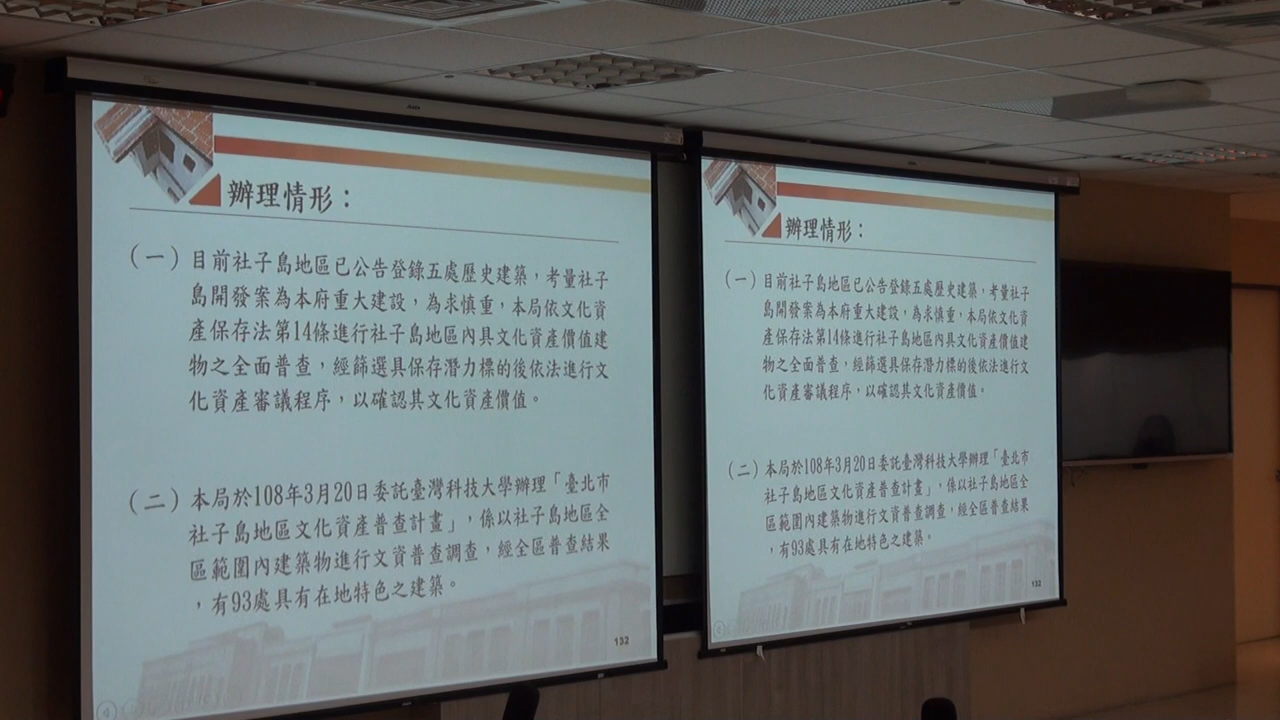 辦理情形：
（一）目前社子島地區已公告登錄五處歷史建築，考量社子
島開發案為本府重大建設，為求慎重，本局依文化資
產保存法第14條進行社子島地區內具文化資產價值建
物之全面普查，經篩選具保存潛力標的後依法進行文
化資產審議程序，以確認其文化資產價值。
（二）本局於108年3月20日委託臺灣科技大學辦理「臺北市
社子島地區文化資產普查計畫」，係以社子島地區全
區範圍內建築物進行文資普查調查，經全區普查結果
，有93處具有在地特色之建築。
132
辦理情形：
（一）目前社子島地區已公告登錄五處歷史建築，考量社子
島開發案為本府重大建設，為求慎重，本局依文化資
產保存法第14條進行社子島地區內具文化資產價值建
物之全面普查，經篩選具保存潛力標的後依法進行文
化資產審議程序，以確認其文化資產價值。
（二）本局於108年3月20日委託臺灣科技大學辦理「臺北市
社子島地區文化資產普查計畫」，係以社子島地區全
區範圍內建築物進行文資普查調查，經全區普查結果
，有93處具有在地特色之建築。
132